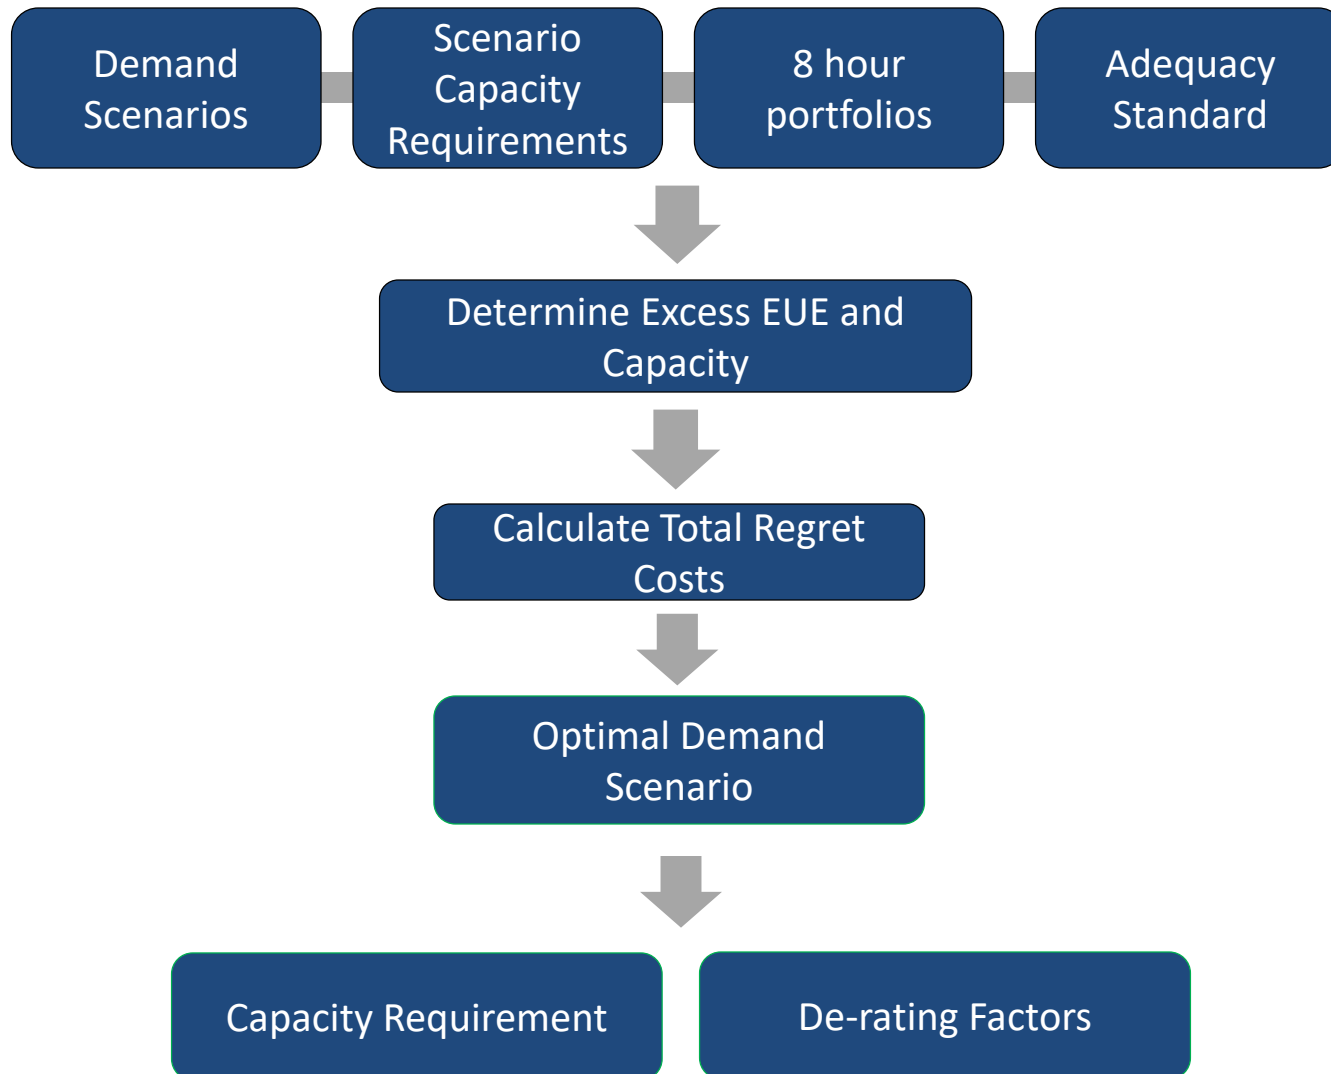 Demand
Scenarios
Scenario
Capacity
Requirements
8 hour
portfolios
Adequacy
Standard
Determine Excess EUE and
Capacity
Calculate Total Regret
Costs
Optimal Demand
Scenario
Capacity Requirement
De-rating Factors